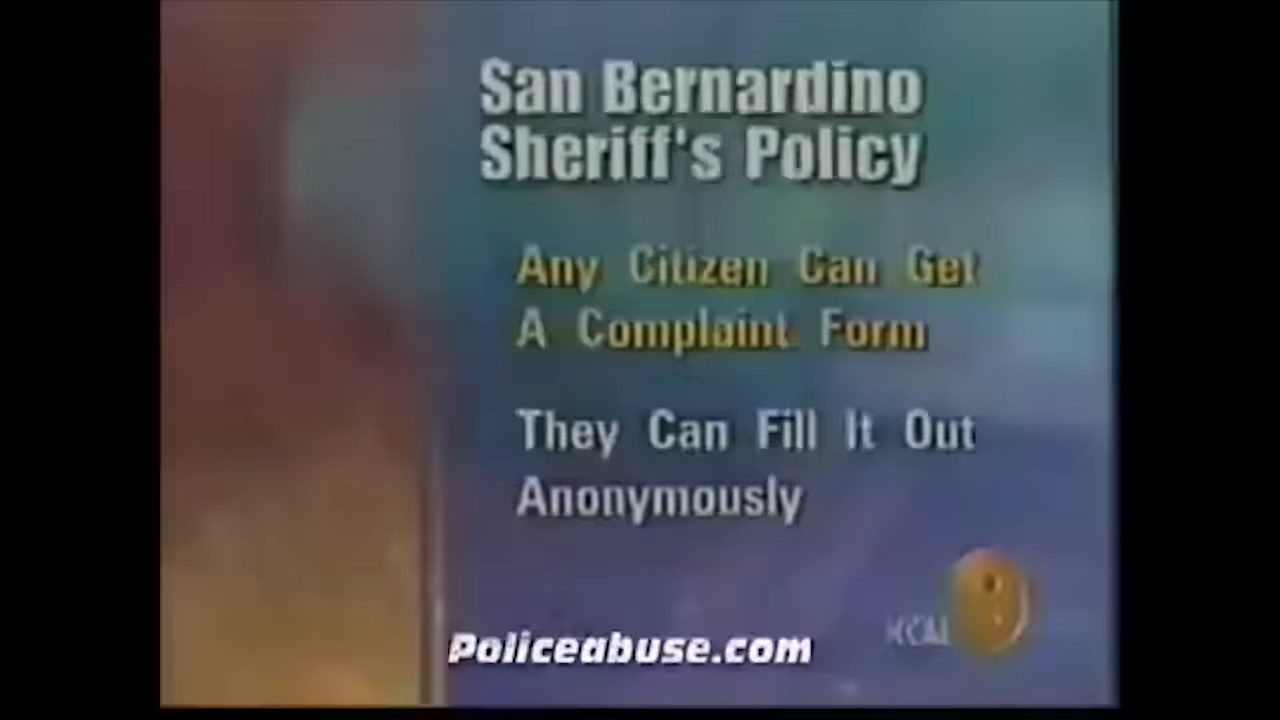 San Bernardino
Sheriff's Policy
Any Citizen Can Get
A Complaint Form
They Can Fill It Out
Anonymously
KCAL 9
Policeabuse.com